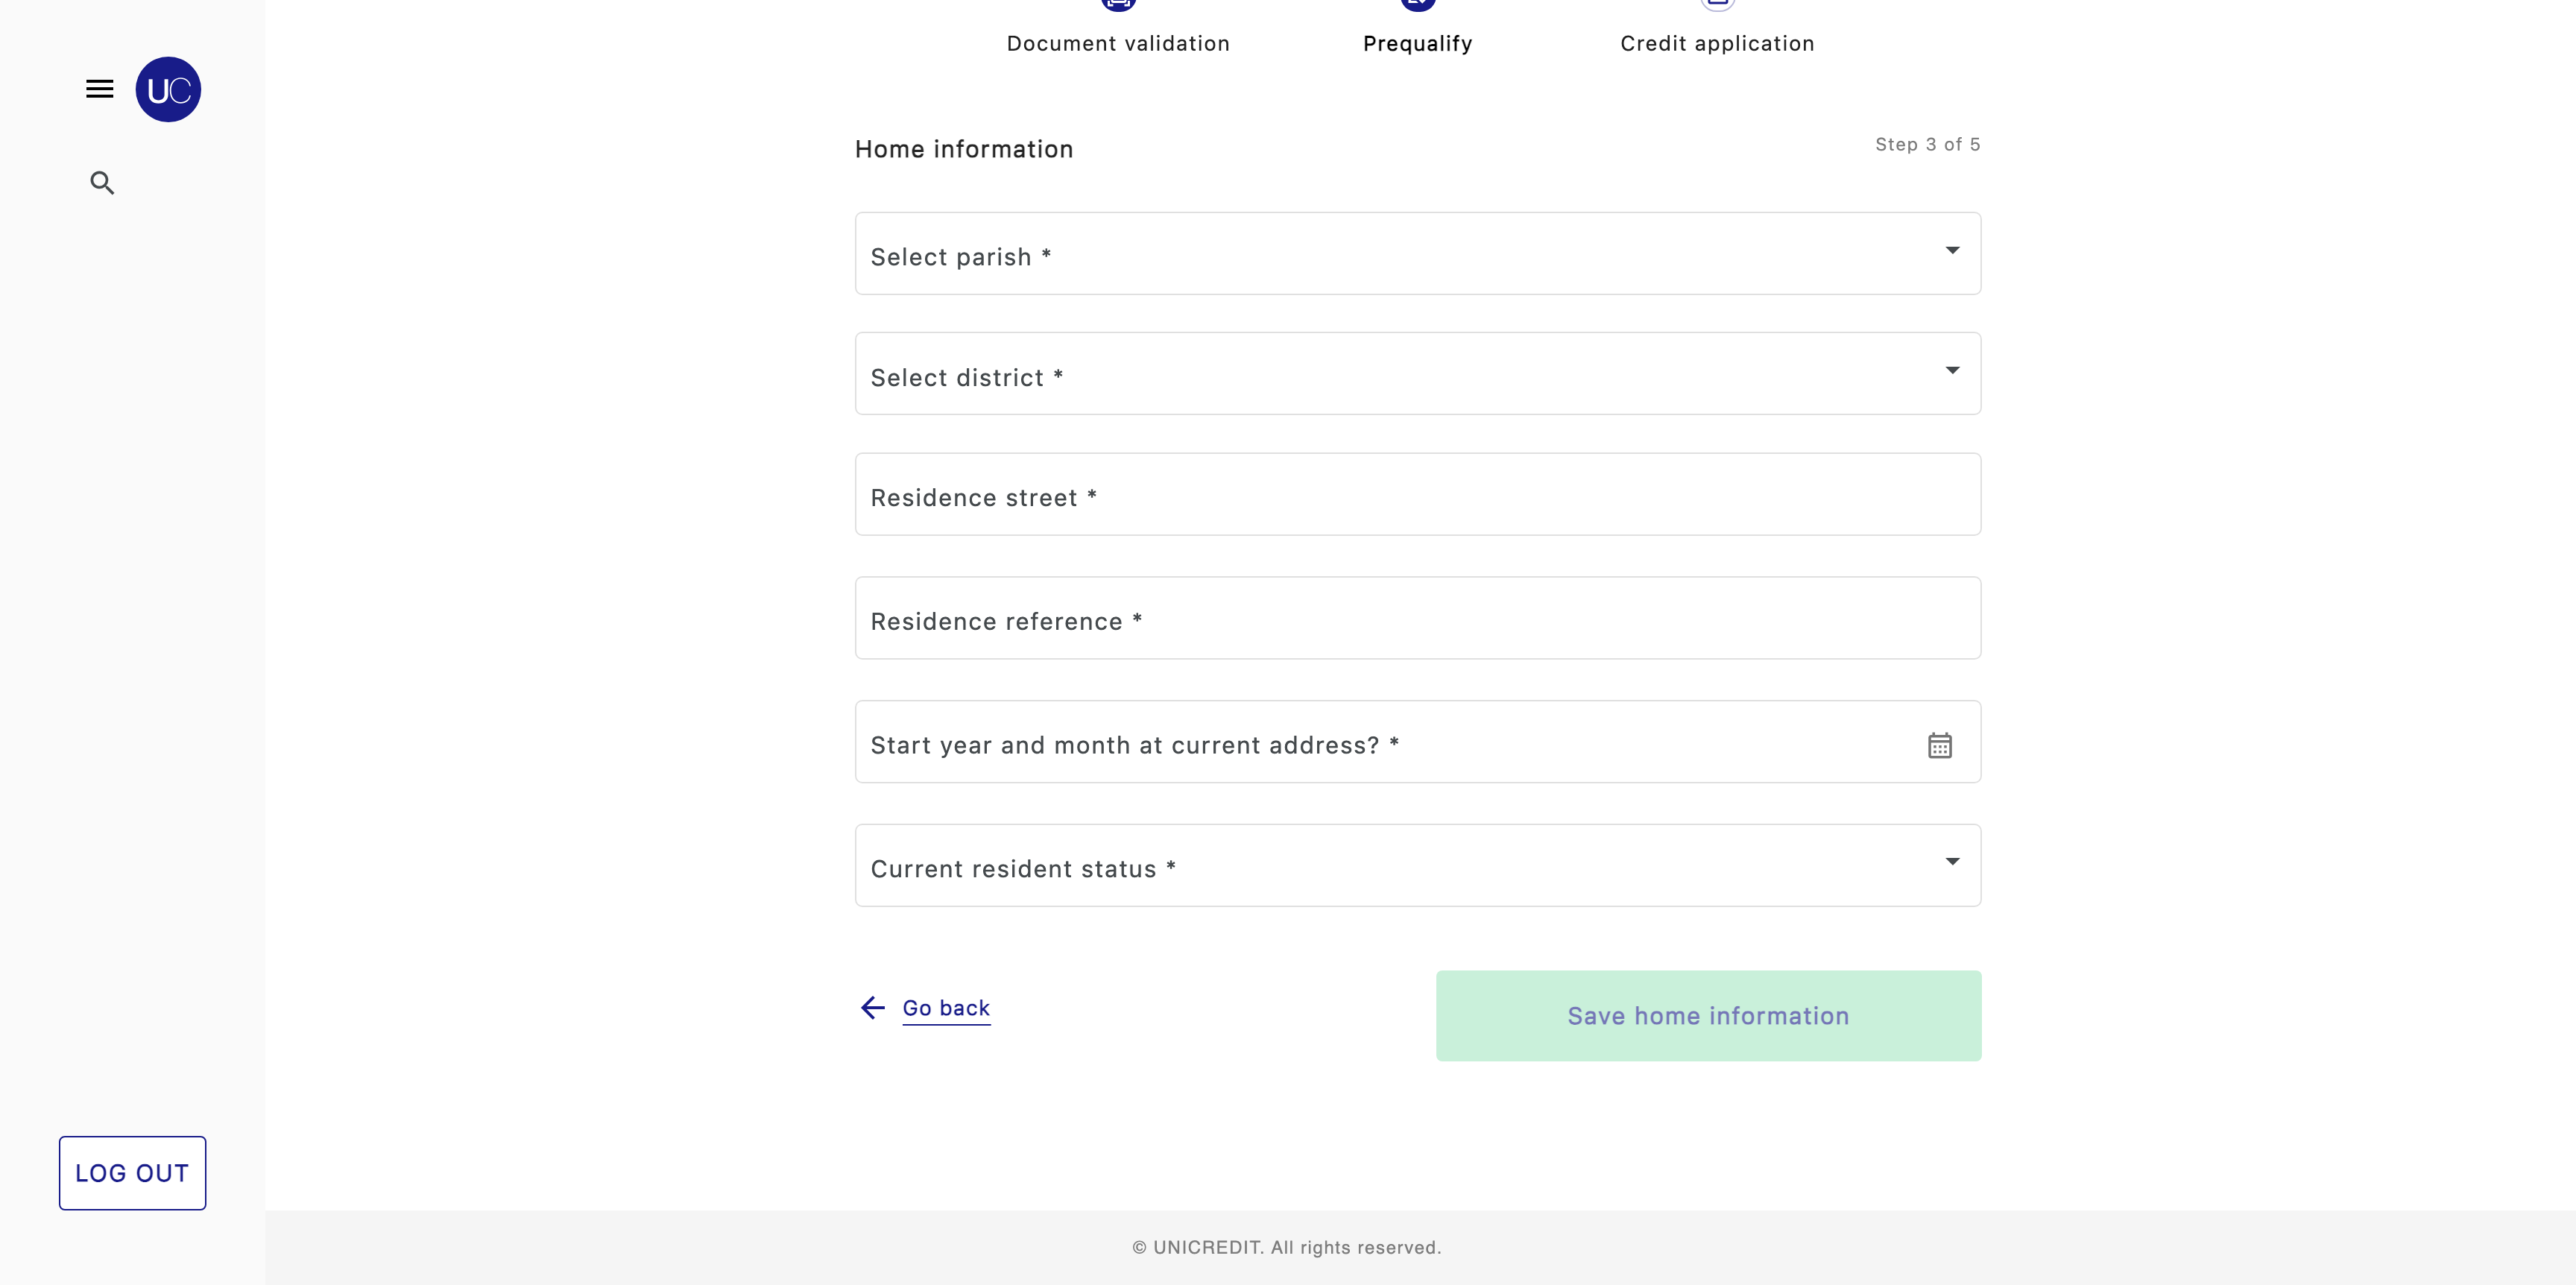 Document validation
Prequalify
Credit application
UC
Home information
Step 3 of 5
Select parish *
Select district *
Residence street *
Residence reference *
Start year and month at current address? *
Current resident status *
Go back
Save home information
LOG OUT
© UNICREDIT. All rights reserved.